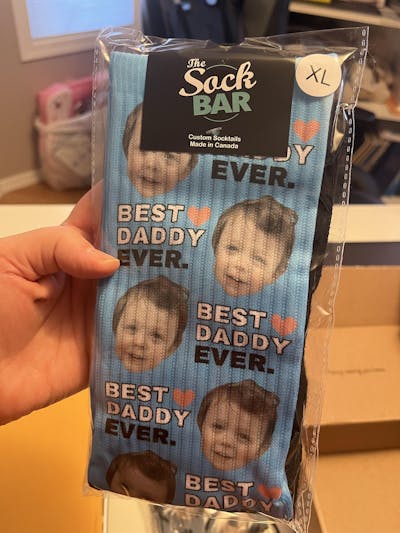 The
Sock
BAR
XL
Custom Socktails
Made in Canada
DADDY
EVER.
BEST
DADDY
EVER.
BEST
DADDY
EVER.
BEST
DADDY
EVER.
BEST
DADDY